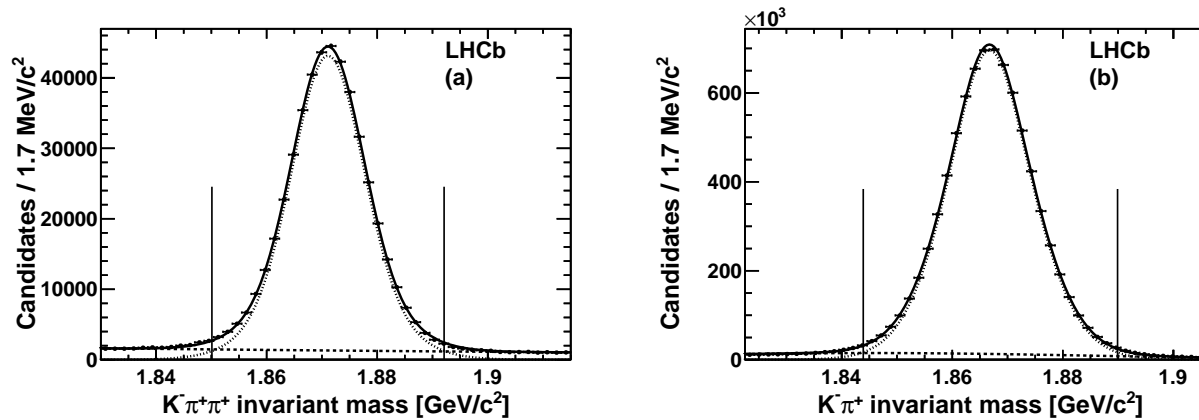 LHCb
(a)
Candidates / 1.7 MeV/c²
40000
30000
20000
10000
0
1.84 1.86 1.88 1.9
K⁻π⁺π⁺ invariant mass [GeV/c²]
×10³
LHCb
(b)
Candidates / 1.7 MeV/c²
600
400
200
0
1.84 1.86 1.88 1.9
K⁻π⁺ invariant mass [GeV/c²]